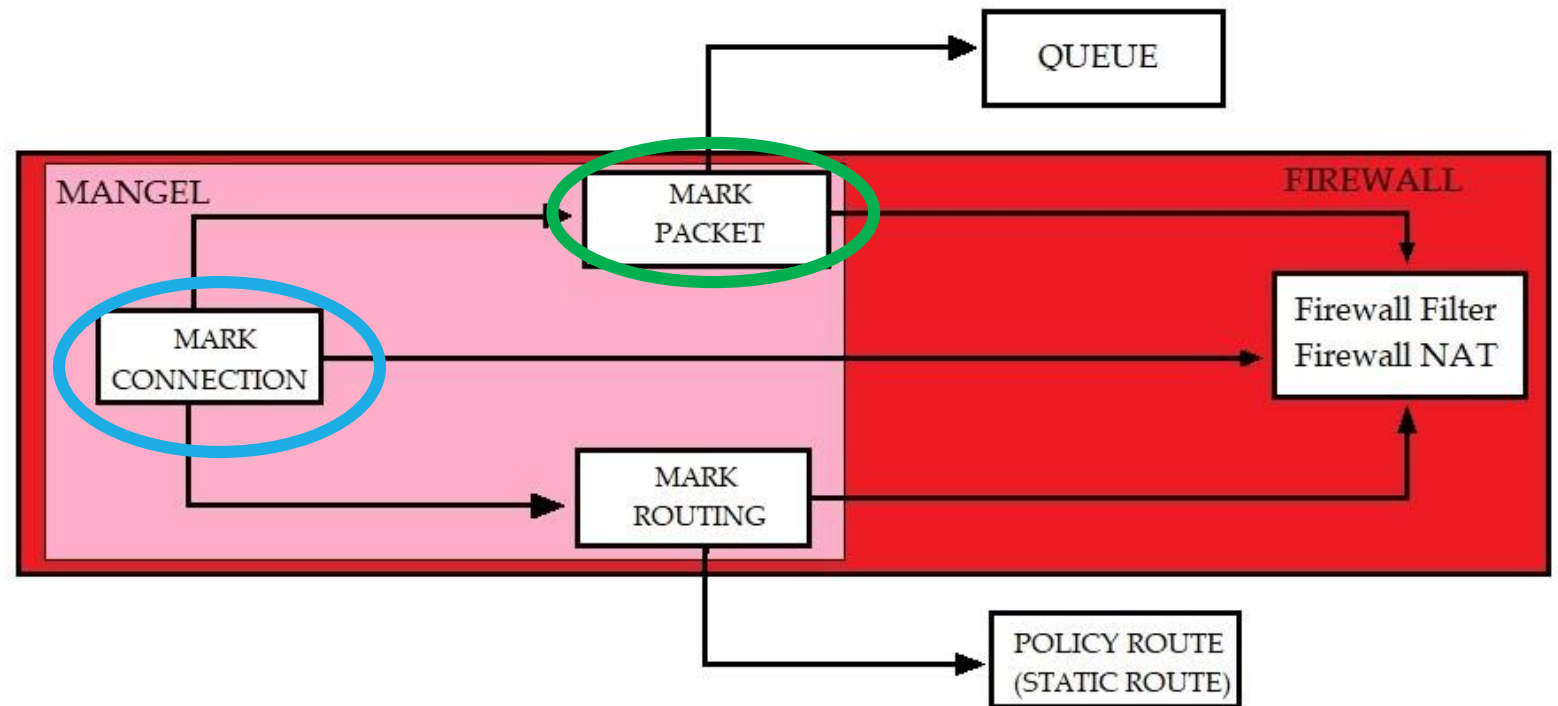 QUEUE
MANGEL
MARK
PACKET
FIREWALL
MARK
CONNECTION
Firewall Filter
Firewall NAT
MARK
ROUTING
POLICY ROUTE
(STATIC ROUTE)